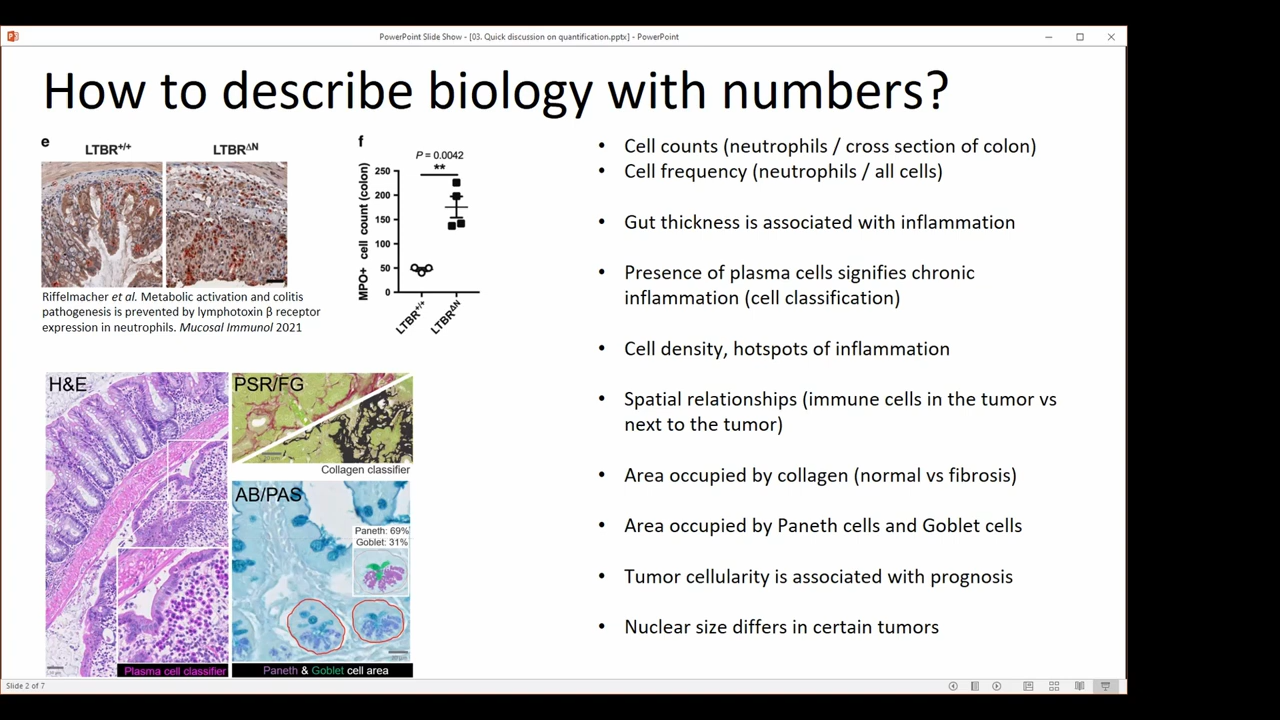 PowerPoint Slide Show - [03. Quick discussion on quantification.pptx] - PowerPoint
How to describe biology with numbers?
e
LTBR+/+
LTBRΔN
f
P = 0.0042
**
MPO+ cell count (colon)
250
200
150
100
50
0
LTBR+/+
LTBRΔN
Riffelmacher et al. Metabolic activation and colitis
pathogenesis is prevented by lymphotoxin β receptor
expression in neutrophils. Mucosal Immunol 2021
H&E
Plasma cell classifier
PSR/FG
Collagen classifier
AB/PAS
Paneth: 69%
Goblet: 31%
Paneth & Goblet cell area
• Cell counts (neutrophils / cross section of colon)
• Cell frequency (neutrophils / all cells)
• Gut thickness is associated with inflammation
• Presence of plasma cells signifies chronic
inflammation (cell classification)
• Cell density, hotspots of inflammation
• Spatial relationships (immune cells in the tumor vs
next to the tumor)
• Area occupied by collagen (normal vs fibrosis)
• Area occupied by Paneth cells and Goblet cells
• Tumor cellularity is associated with prognosis
• Nuclear size differs in certain tumors
Slide 2 of 7